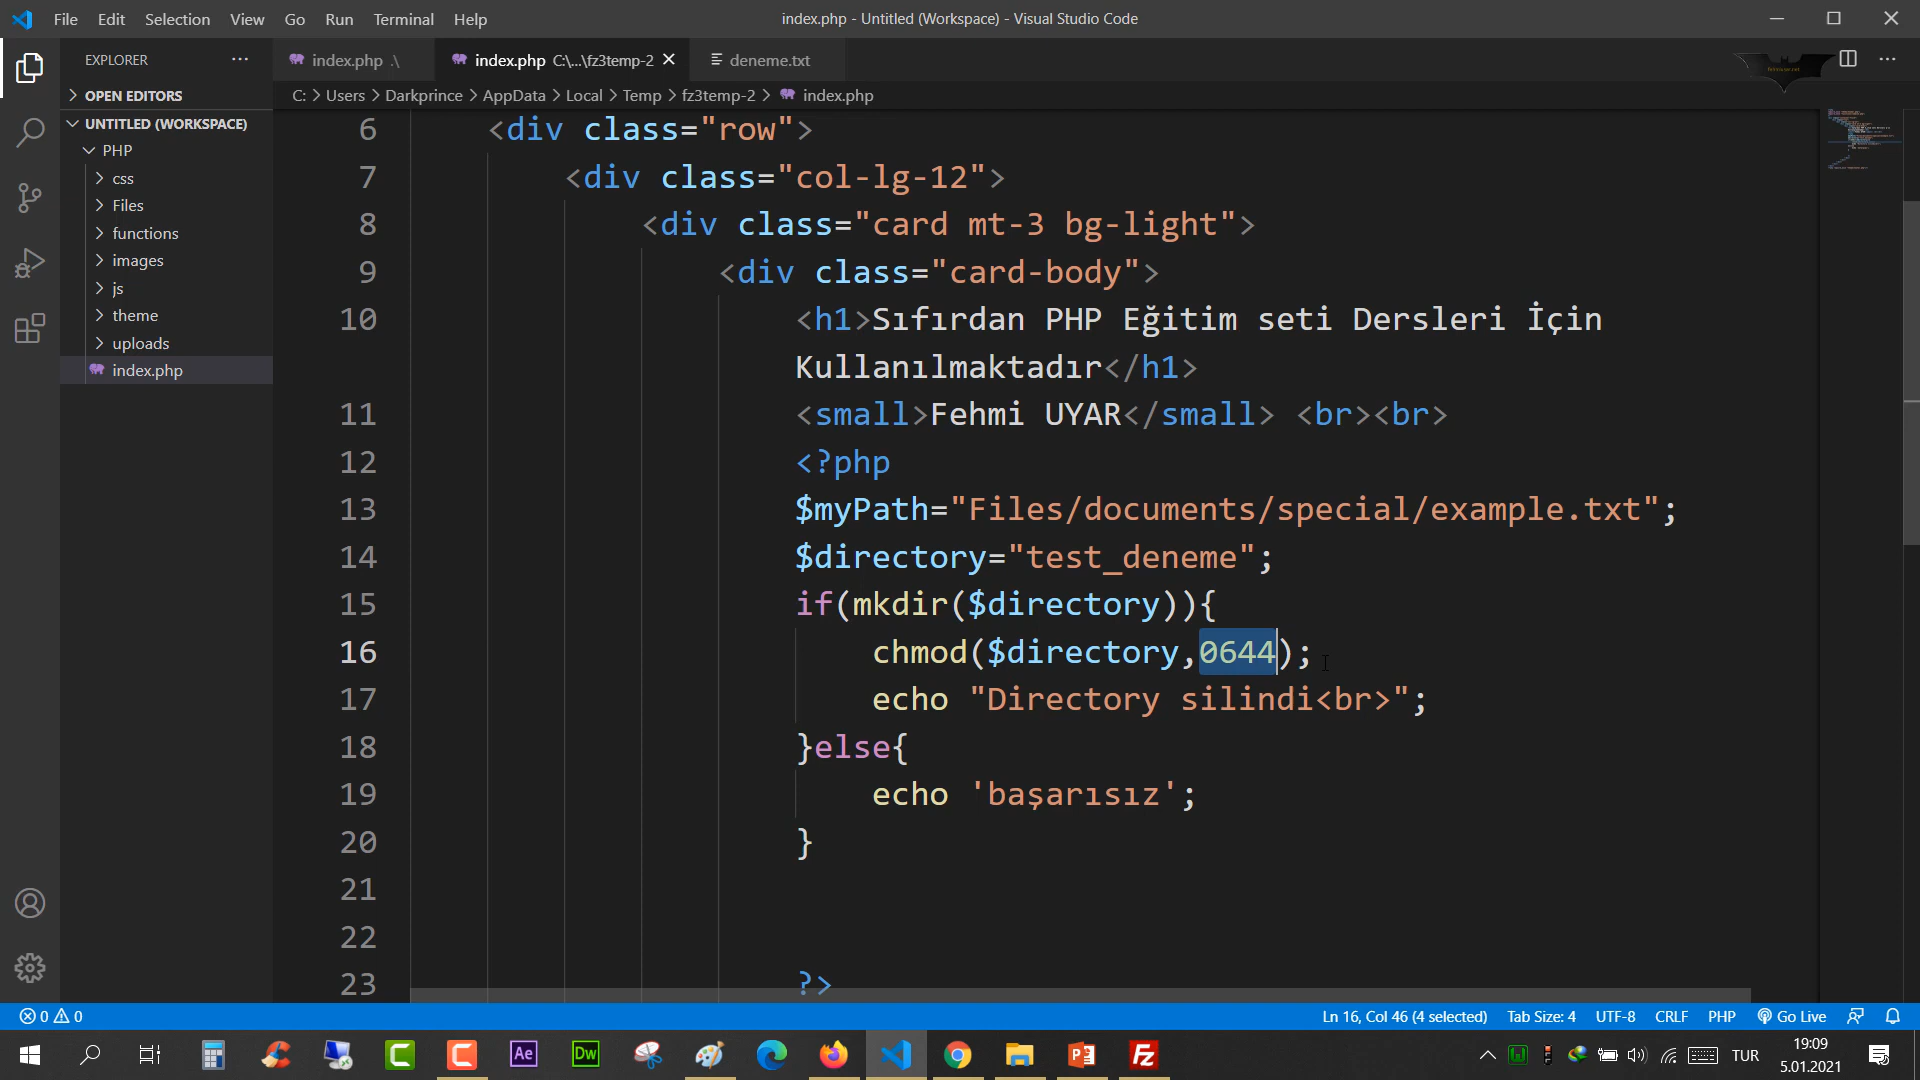 File Edit Selection View Go Run Terminal Help
index.php - Untitled (Workspace) - Visual Studio Code
EXPLORER
index.php .\
index.php C:\...\fz3temp-2
deneme.txt
OPEN EDITORS
C: > Users > Darkprince > AppData > Local > Temp > fz3temp-2 > index.php
UNTITLED (WORKSPACE)
PHP
css
Files
functions
images
js
theme
uploads
index.php
6 <div class="row">
7 <div class="col-lg-12">
8 <div class="card mt-3 bg-light">
9 <div class="card-body">
10 <h1>Sıfırdan PHP Eğitim seti Dersleri İçin
Kullanılmaktadır</h1>
11 <small>Fehmi UYAR</small> <br><br>
12 <?php
13 $myPath="Files/documents/special/example.txt";
14 $directory="test_deneme";
15 if(mkdir($directory)){
16 chmod($directory,0644);
17 echo "Directory silindi<br>";
18 }else{
19 echo 'başarısız';
20 }
21
22
23 ?>
0 0
Ln 16, Col 46 (4 selected) Tab Size: 4 UTF-8 CRLF PHP Go Live
Ae Dw Fz
TUR
19:09
5.01.2021